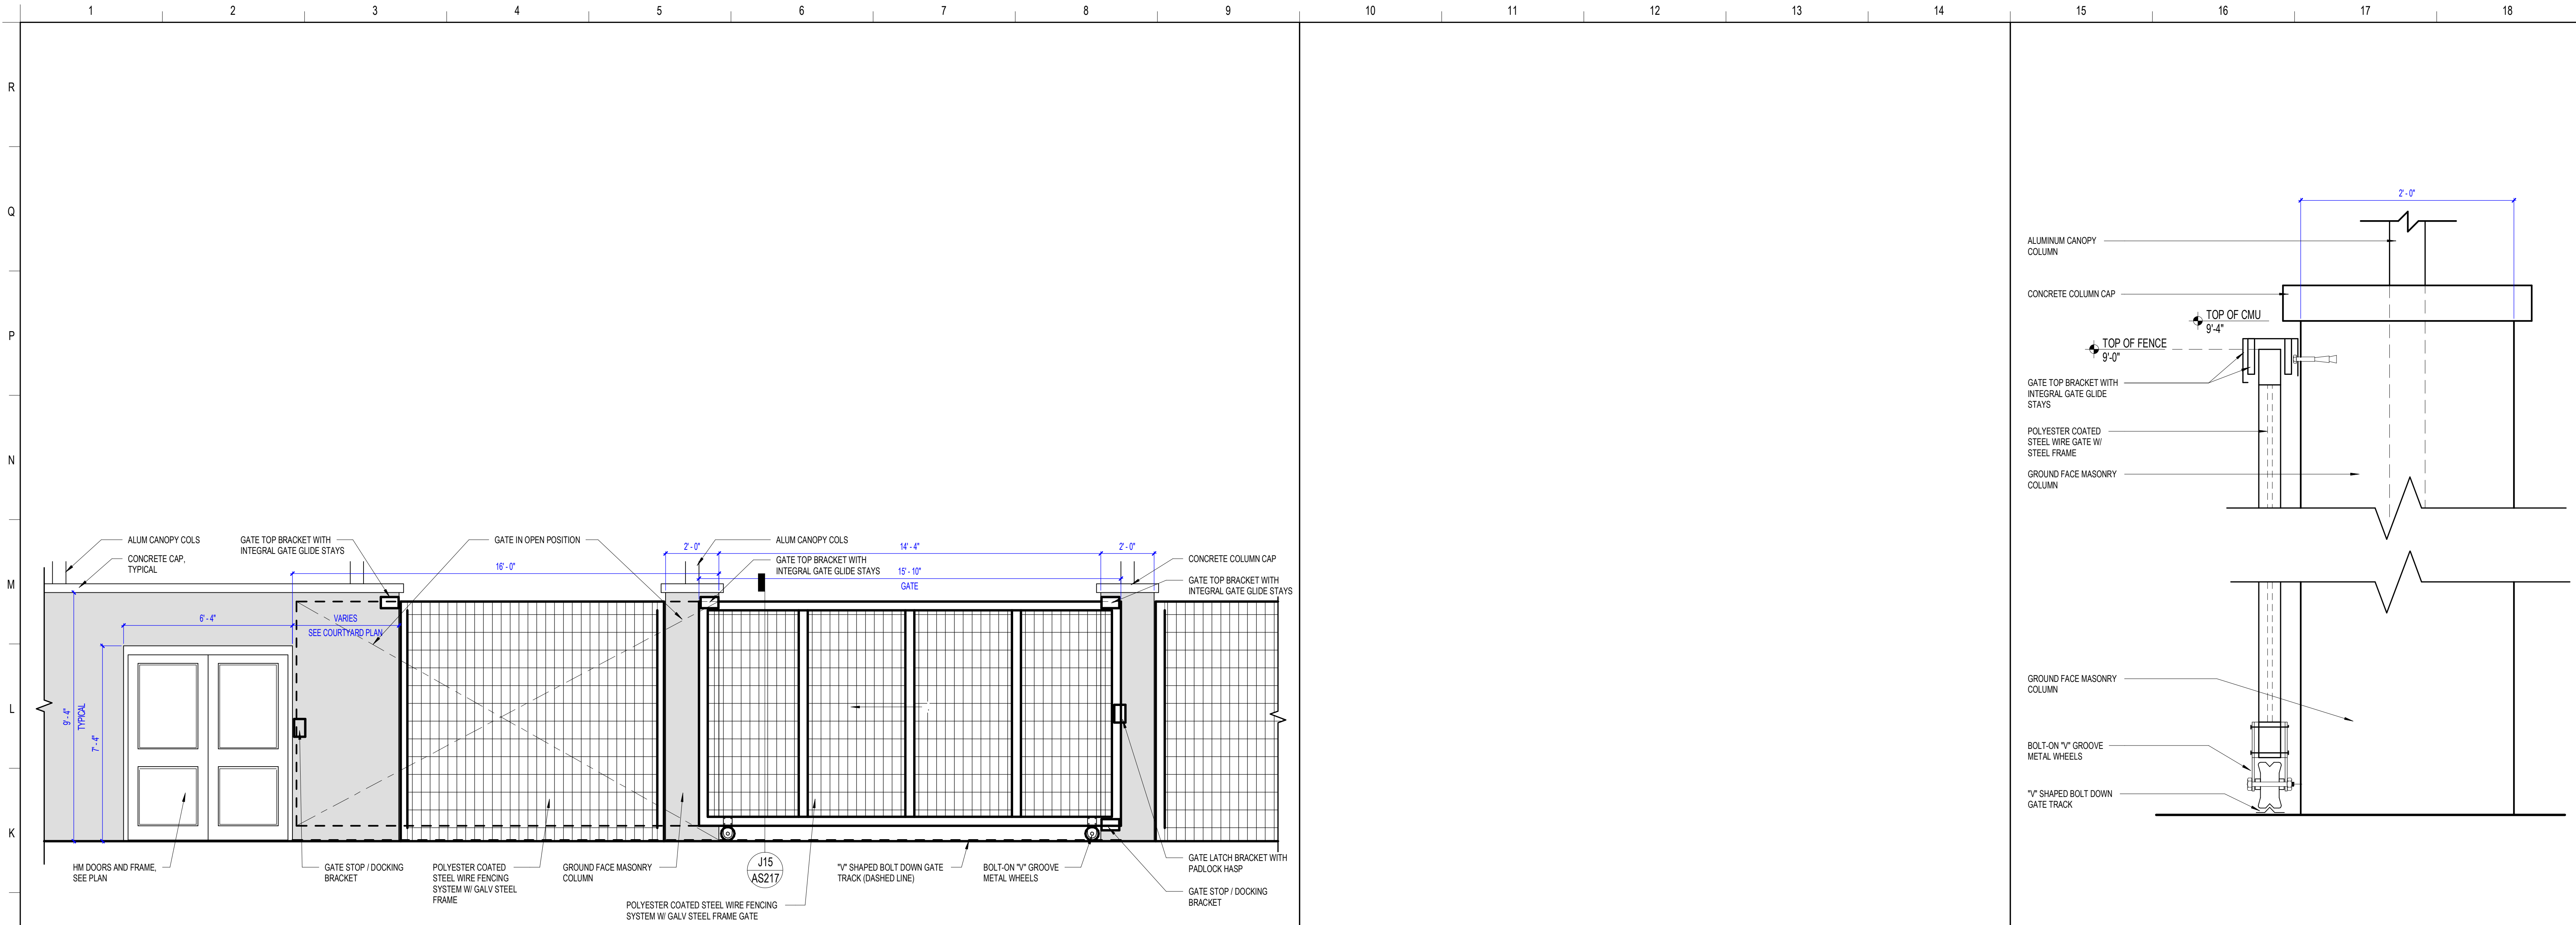 1 2 3 4 5 6 7 8 9 10 11 12 13 14 15 16 17 18
R
Q
P
N
M
L
K
ALUM CANOPY COLS
CONCRETE CAP,
TYPICAL
GATE TOP BRACKET WITH
INTEGRAL GATE GLIDE STAYS
GATE IN OPEN POSITION
ALUM CANOPY COLS
GATE TOP BRACKET WITH
INTEGRAL GATE GLIDE STAYS
CONCRETE COLUMN CAP
GATE TOP BRACKET WITH
INTEGRAL GATE GLIDE STAYS
2' - 0"
14' - 4"
2' - 0"
16' - 0"
15' - 10"
GATE
6' - 4"
VARIES
SEE COURTYARD PLAN
9' - 4"
TYPICAL
7' - 4"
HM DOORS AND FRAME,
SEE PLAN
GATE STOP / DOCKING
BRACKET
POLYESTER COATED
STEEL WIRE FENCING
SYSTEM W/ GALV STEEL
FRAME
GROUND FACE MASONRY
COLUMN
J15
AS217
POLYESTER COATED STEEL WIRE FENCING
SYSTEM W/ GALV STEEL FRAME GATE
"V" SHAPED BOLT DOWN GATE
TRACK (DASHED LINE)
BOLT-ON "V" GROOVE
METAL WHEELS
GATE LATCH BRACKET WITH
PADLOCK HASP
GATE STOP / DOCKING
BRACKET
2' - 0"
ALUMINUM CANOPY
COLUMN
CONCRETE COLUMN CAP
TOP OF CMU
9'-4"
TOP OF FENCE
9'-0"
GATE TOP BRACKET WITH
INTEGRAL GATE GLIDE
STAYS
POLYESTER COATED
STEEL WIRE GATE W/
STEEL FRAME
GROUND FACE MASONRY
COLUMN
GROUND FACE MASONRY
COLUMN
BOLT-ON "V" GROOVE
METAL WHEELS
"V" SHAPED BOLT DOWN
GATE TRACK